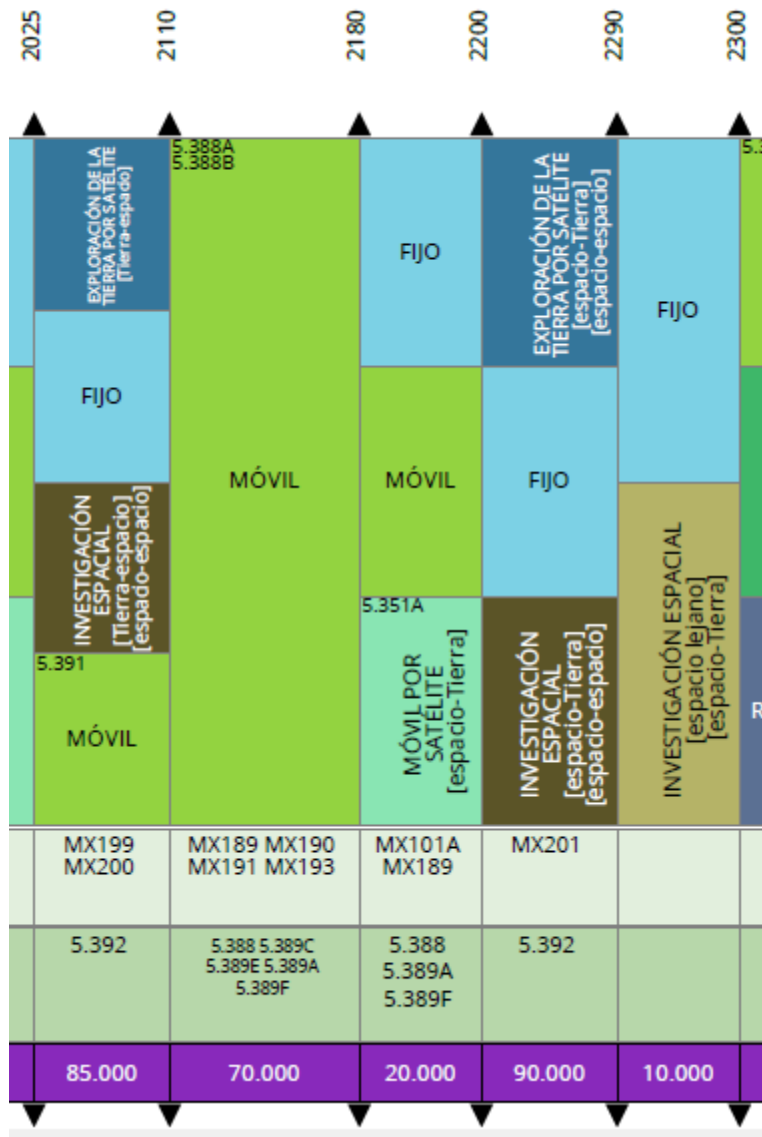 2025
2110
2180
2200
2290
2300
EXPLORACIÓN DE LA
TIERRA POR SATÉLITE
[Tierra-espacio]
FIJO
INVESTIGACIÓN
ESPACIAL
[Tierra-espacio]
[espacio-espacio]
5.391
MÓVIL
5.388A
5.388B
MÓVIL
FIJO
MÓVIL
5.351A
MÓVIL POR
SATÉLITE
[espacio-Tierra]
EXPLORACIÓN DE LA
TIERRA POR SATÉLITE
[espacio-Tierra]
[espacio-espacio]
FIJO
INVESTIGACIÓN
ESPACIAL
[espacio-Tierra]
[espacio-espacio]
FIJO
INVESTIGACIÓN ESPACIAL
[espacio lejano]
[espacio-Tierra]
MX199
MX200
MX189 MX190
MX191 MX193
MX101A
MX189
MX201
5.392
5.388 5.389C
5.389E 5.389A
5.389F
5.388
5.389A
5.389F
5.392
85.000
70.000
20.000
90.000
10.000